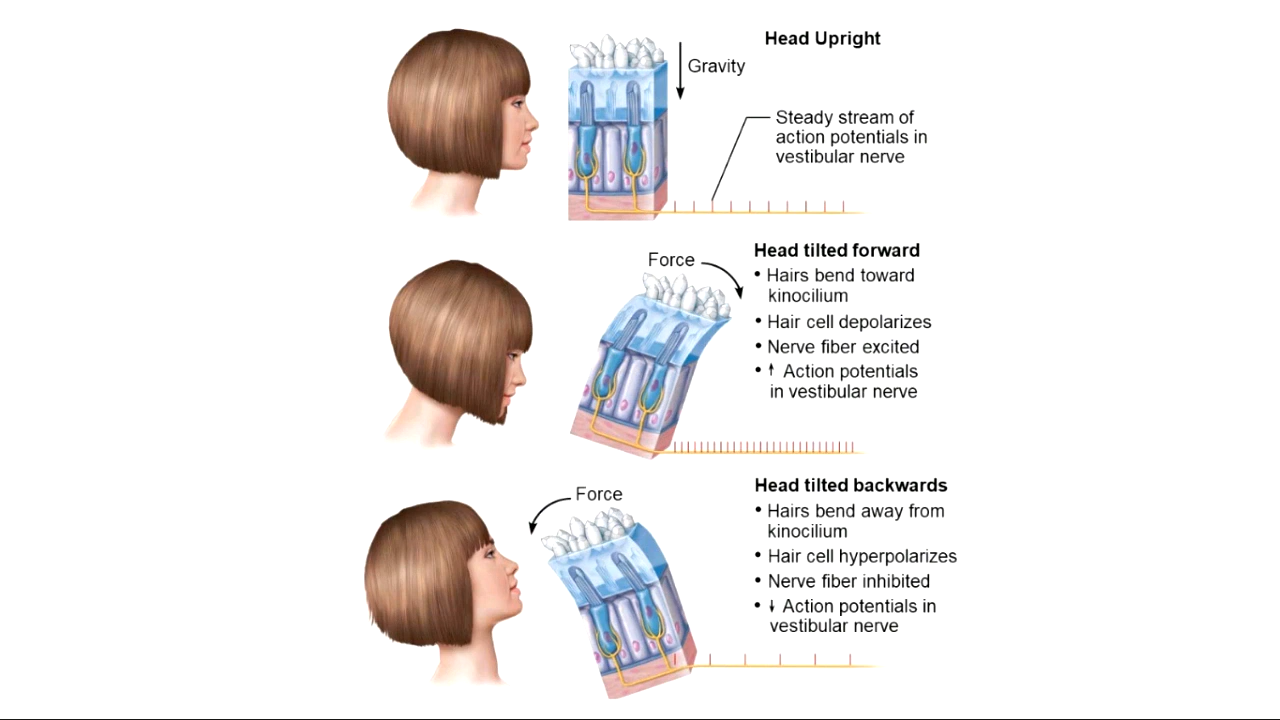 Head Upright
Gravity
Steady stream of
action potentials in
vestibular nerve
Force
Head tilted forward
• Hairs bend toward
kinocilium
• Hair cell depolarizes
• Nerve fiber excited
• ↑ Action potentials
in vestibular nerve
Force
Head tilted backwards
• Hairs bend away from
kinocilium
• Hair cell hyperpolarizes
• Nerve fiber inhibited
• ↓ Action potentials in
vestibular nerve